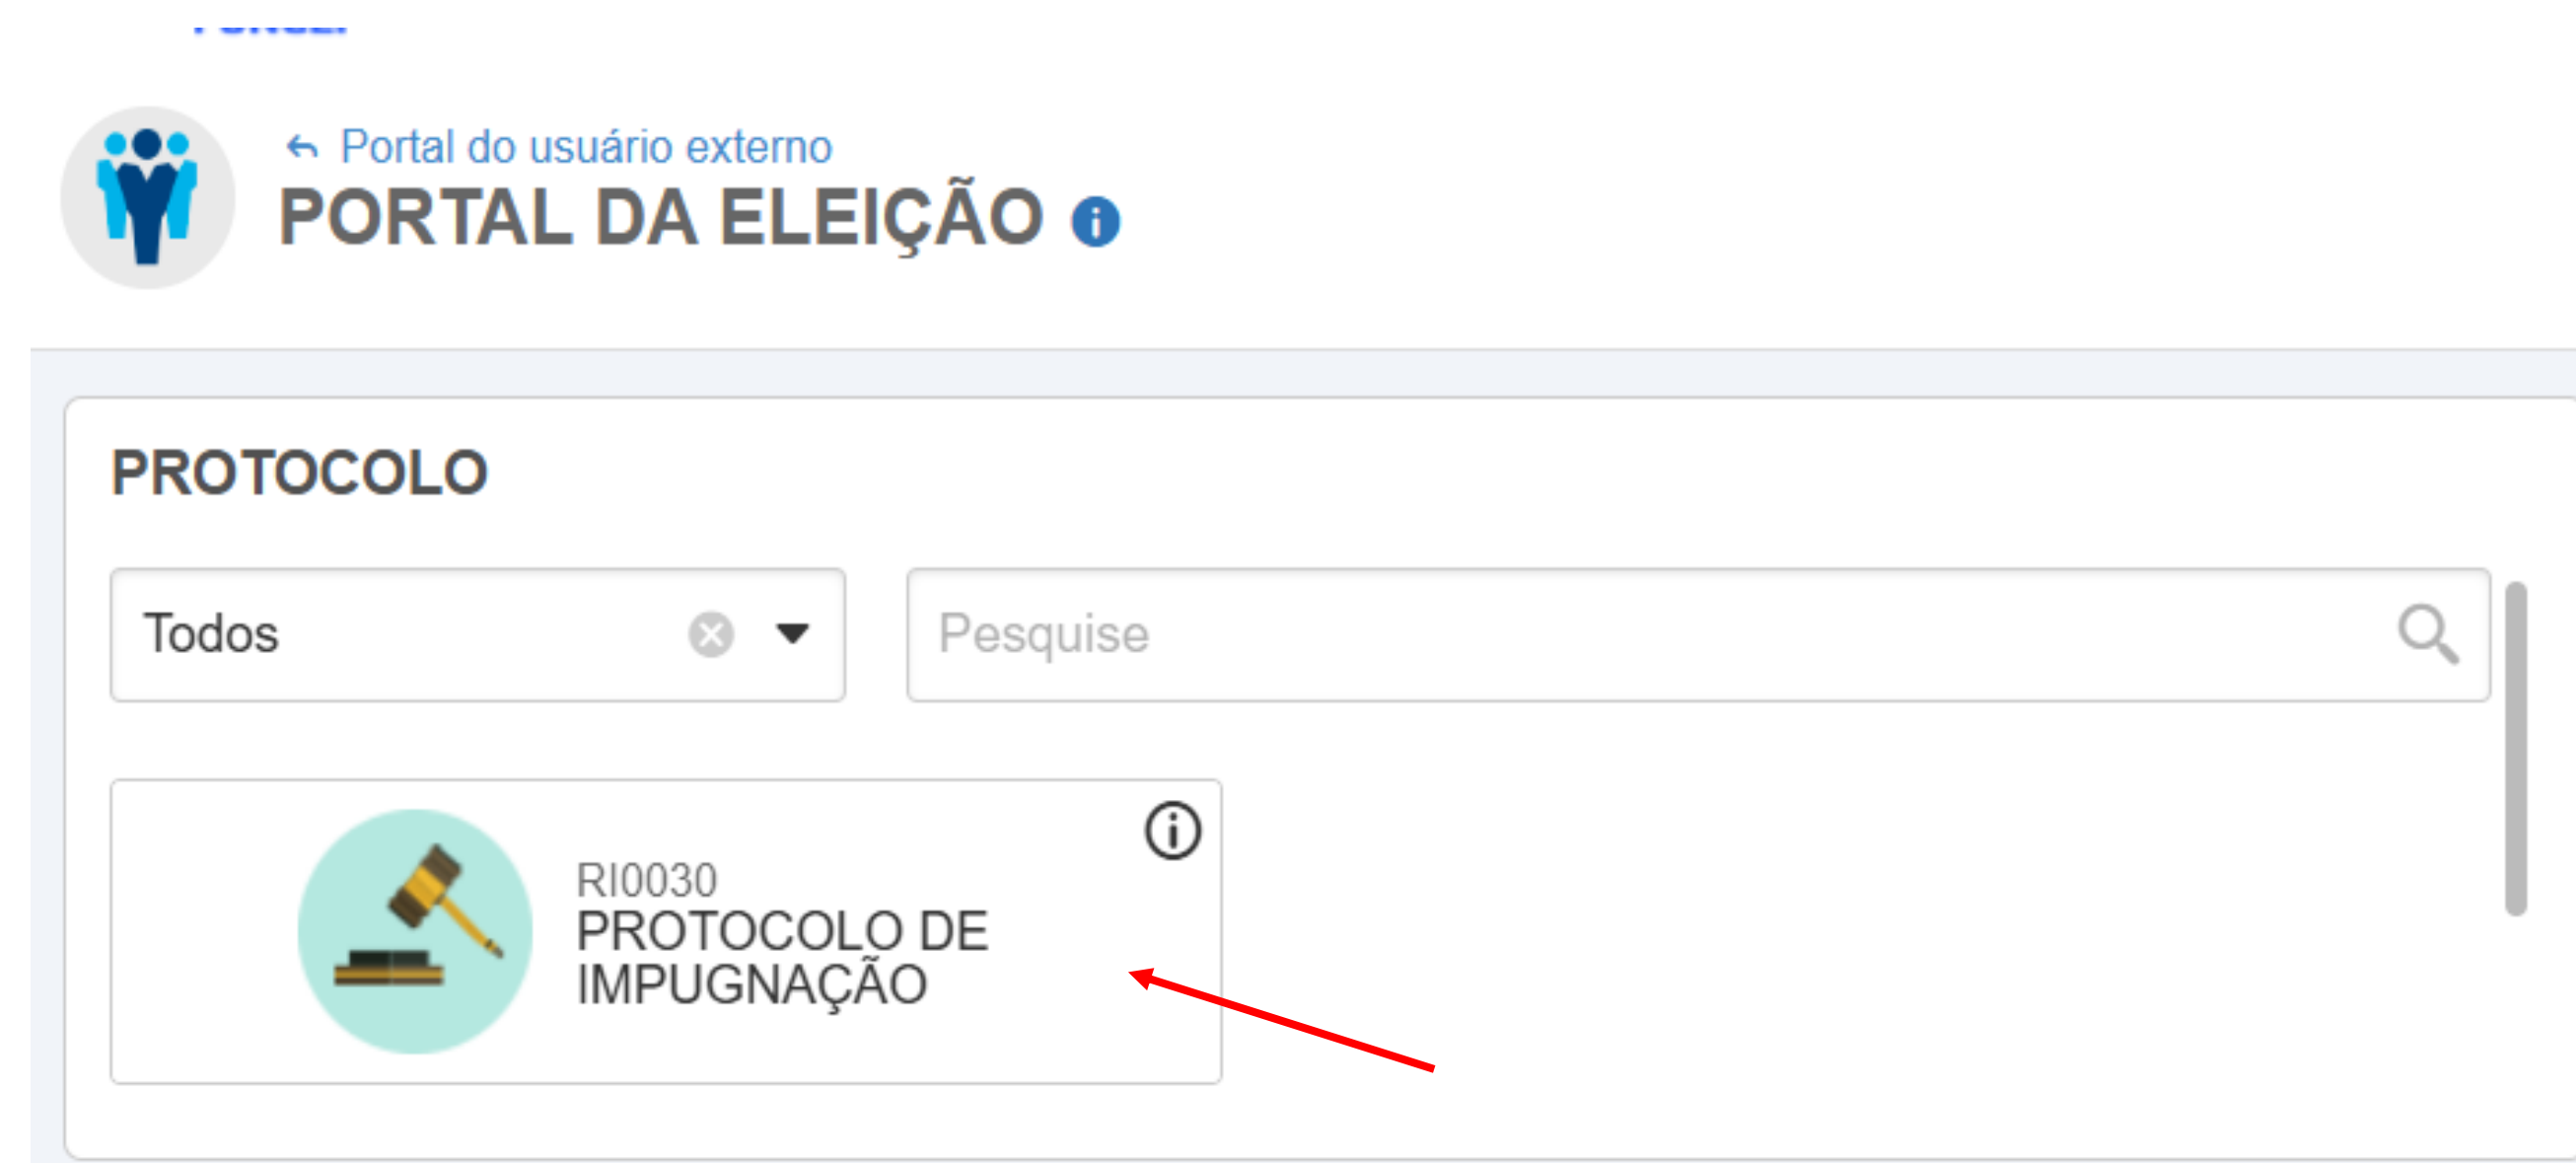 Portal do usuário externo
PORTAL DA ELEIÇÃO
PROTOCOLO
Todos
Pesquise
RI0030
PROTOCOLO DE
IMPUGNAÇÃO